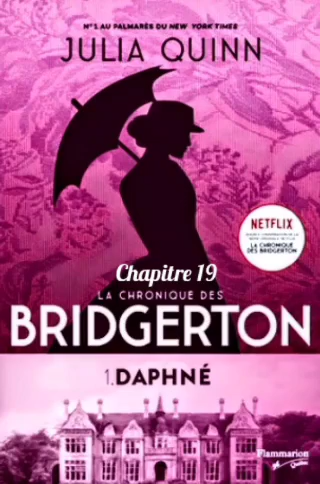 N° 1 AU PALMARÈS DU NEW YORK TIMES
JULIA QUINN
NETFLIX
LA CHRONIQUE
DES BRIDGERTON
Chapitre 19
LA CHRONIQUE DES
BRIDGERTON
1. DAPHNÉ
Flammarion
Québec